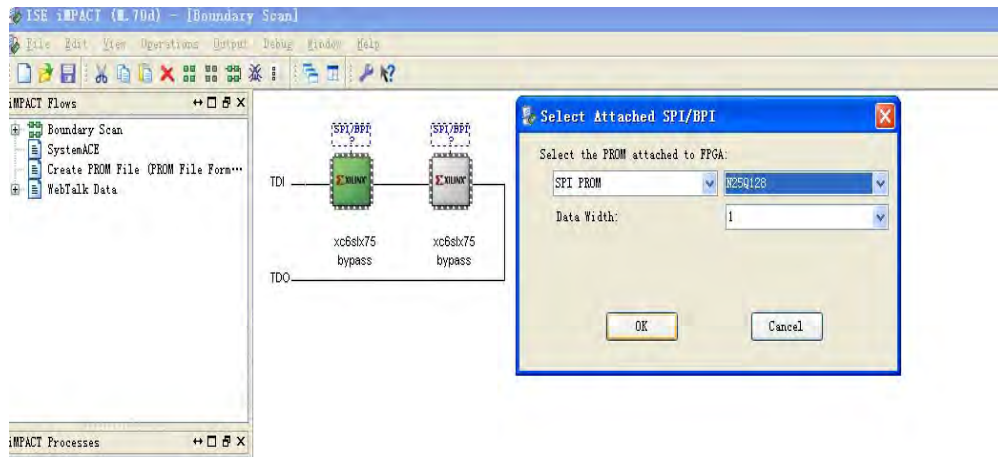 ISE iMPACT (M.70d) - [Boundary Scan]
File Edit View Operations Output Debug Window Help
iMPACT Flows
Boundary Scan
SystemACE
Create PROM File (PROM File Form...
WebTalk Data
SPI/BPI
?
SPI/BPI
?
TDI
XILINX
XILINX
xc6slx75
bypass
xc6slx75
bypass
TDO
Select Attached SPI/BPI
Select the PROM attached to FPGA:
SPI PROM
N25Q128
Data Width:
1
OK
Cancel
iMPACT Processes